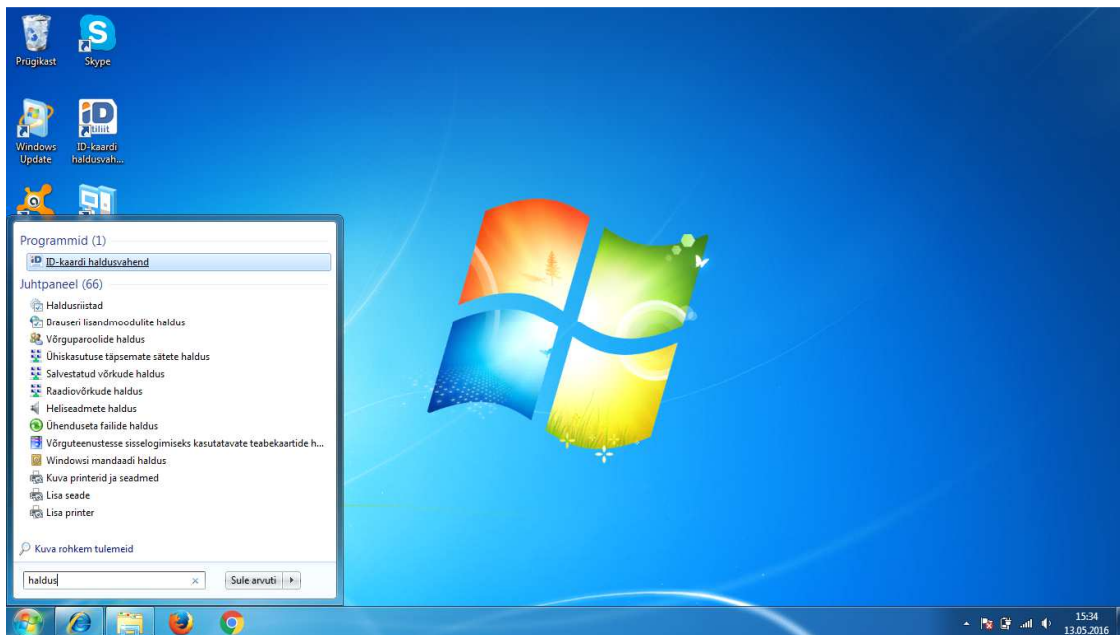 Prügikast
Skype
Windows Update
ID-kaardi haldusvah...
Programmid (1)
ID-kaardi haldusvahend
Juhtpaneel (66)
Haldusriistad
Brauseri lisandmoodulite haldus
Võrguparoolide haldus
Ühiskasutuse täpsemate sätete haldus
Salvestatud võrkude haldus
Raadiovõrkude haldus
Heliseadmete haldus
Ühenduseta failide haldus
Võrguteenustesse sisselogimiseks kasutatavate teabekaartide h...
Windowsi mandaadi haldus
Kuva printerid ja seadmed
Lisa seade
Lisa printer
Kuva rohkem tulemeid
haldus
Sule arvuti
15:34
13.05.2016